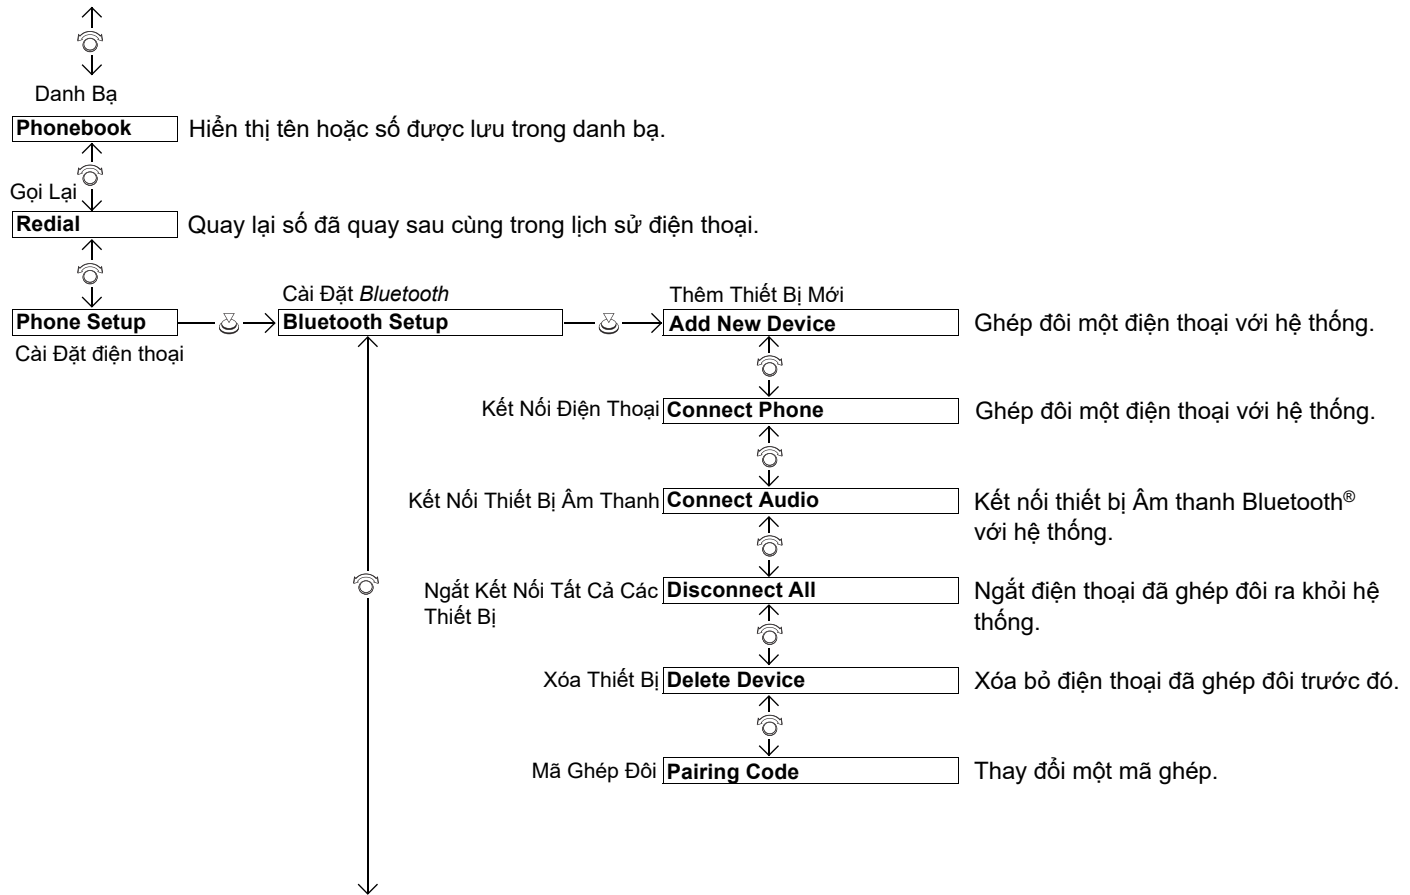 Danh Bạ
Phonebook Hiển thị tên hoặc số được lưu trong danh bạ.
Gọi Lại
Redial Quay lại số đã quay sau cùng trong lịch sử điện thoại.
Cài Đặt Bluetooth Thêm Thiết Bị Mới
Phone Setup Bluetooth Setup Add New Device Ghép đôi một điện thoại với hệ thống.
Cài Đặt điện thoại
Kết Nối Điện Thoại Connect Phone Ghép đôi một điện thoại với hệ thống.
Kết Nối Thiết Bị Âm Thanh Connect Audio Kết nối thiết bị Âm thanh Bluetooth®
với hệ thống.
Ngắt Kết Nối Tất Cả Các Disconnect All Ngắt điện thoại đã ghép đôi ra khỏi hệ
Thiết Bị thống.
Xóa Thiết Bị Delete Device Xóa bỏ điện thoại đã ghép đôi trước đó.
Mã Ghép Đôi Pairing Code Thay đổi một mã ghép.